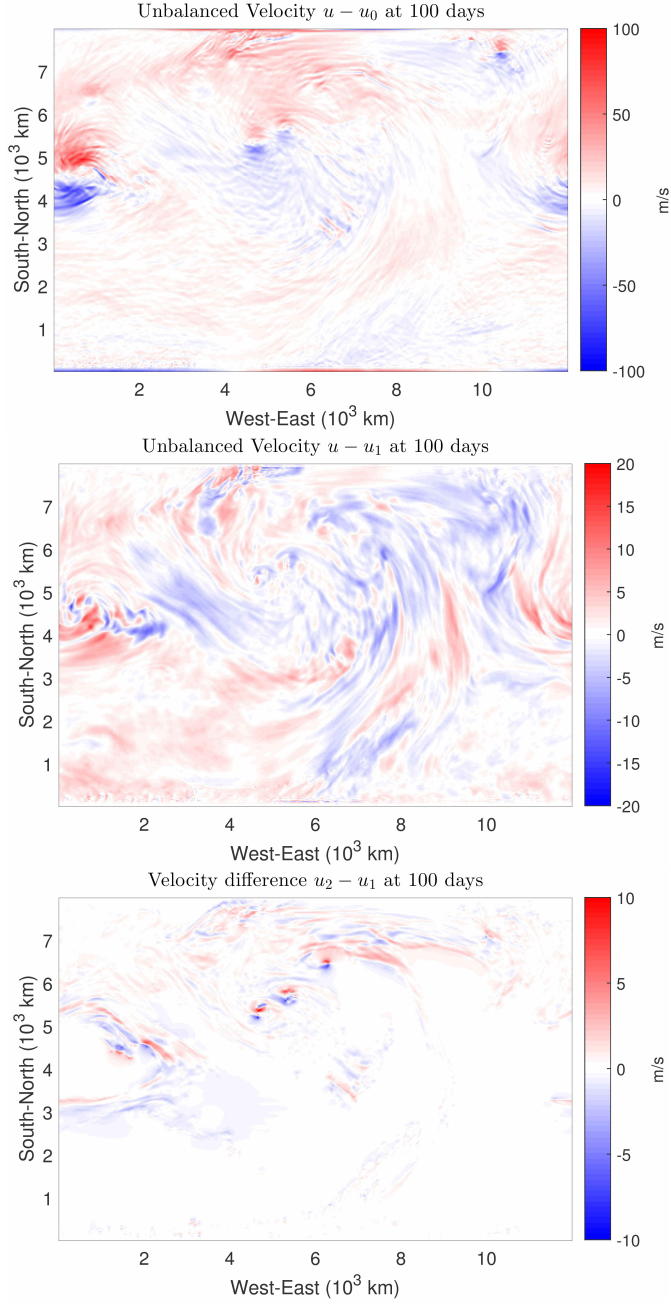 Unbalanced Velocity u − u₀ at 100 days
100
50
0
-50
-100
m/s
7
6
5
4
3
2
1
South-North (10³ km)
2 4 6 8 10
West-East (10³ km)
Unbalanced Velocity u − u₁ at 100 days
20
15
10
5
0
-5
-10
-15
-20
m/s
7
6
5
4
3
2
1
South-North (10³ km)
2 4 6 8 10
West-East (10³ km)
Velocity difference u₂ − u₁ at 100 days
10
5
0
-5
-10
m/s
7
6
5
4
3
2
1
South-North (10³ km)
2 4 6 8 10
West-East (10³ km)